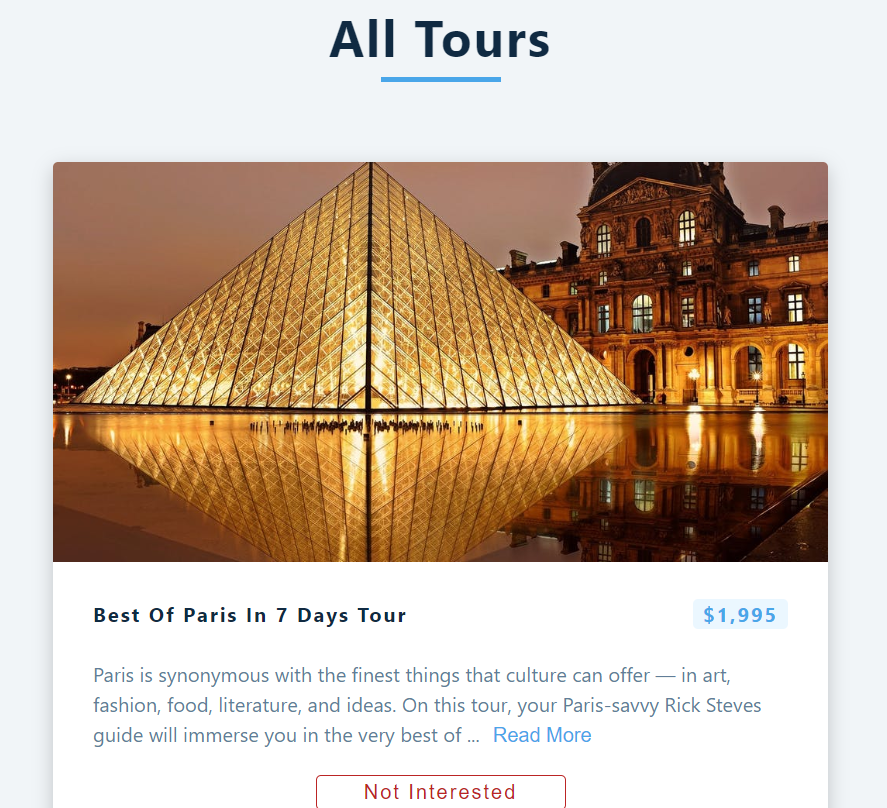 All Tours
Best Of Paris In 7 Days Tour
$1,995
Paris is synonymous with the finest things that culture can offer — in art,
fashion, food, literature, and ideas. On this tour, your Paris-savvy Rick Steves
guide will immerse you in the very best of ... Read More
Not Interested